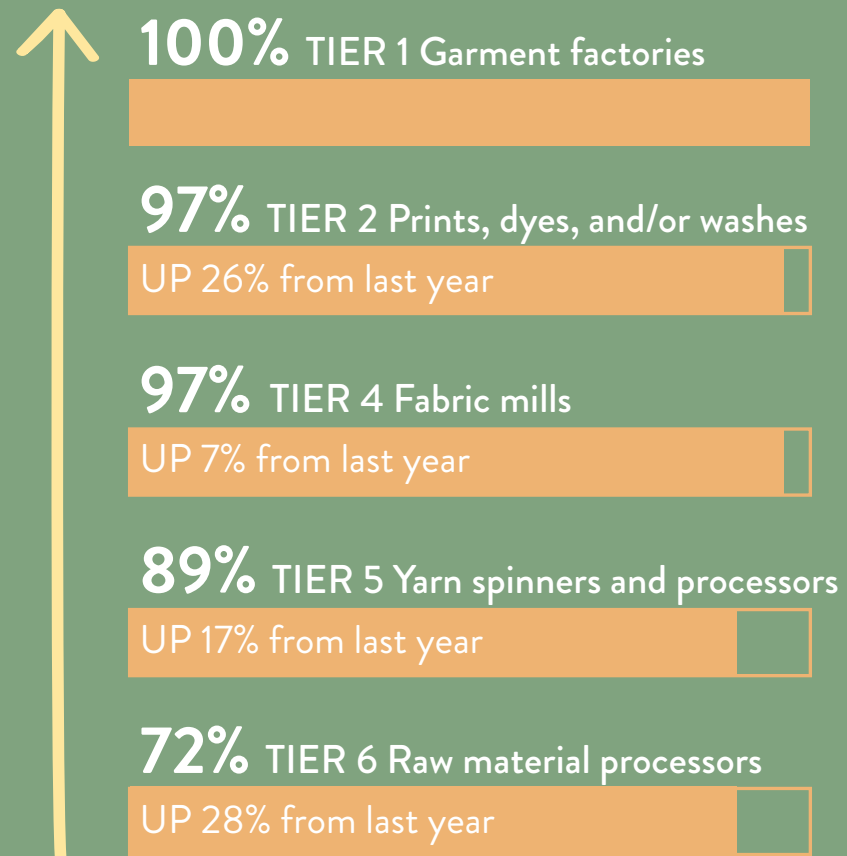 100% TIER 1 Garment factories
97% TIER 2 Prints, dyes, and/or washes
UP 26% from last year
97% TIER 4 Fabric mills
UP 7% from last year
89% TIER 5 Yarn spinners and processors
UP 17% from last year
72% TIER 6 Raw material processors
UP 28% from last year